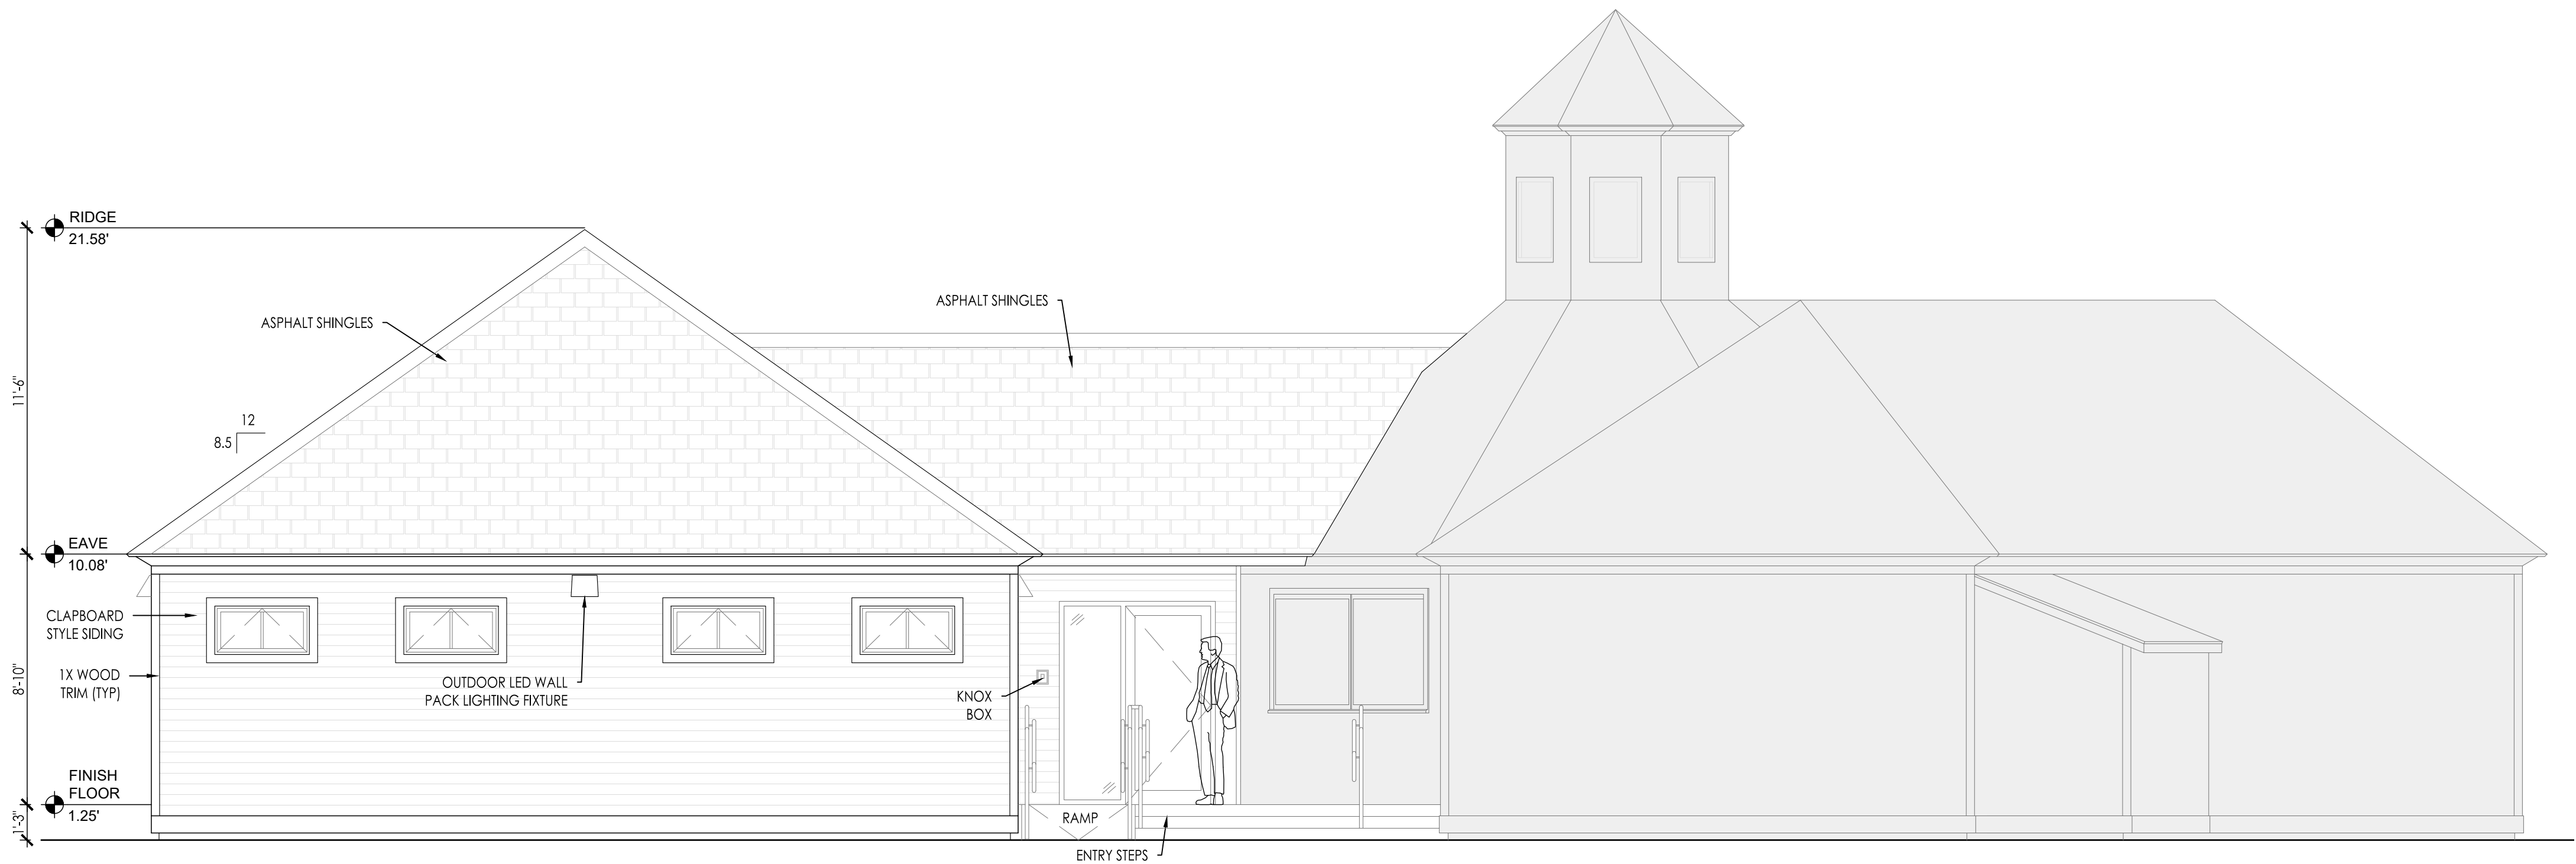 RIDGE
21.58'
ASPHALT SHINGLES
ASPHALT SHINGLES
11'-6"
12
8.5
EAVE
10.08'
CLAPBOARD
STYLE SIDING
1X WOOD
TRIM (TYP)
8'-10"
OUTDOOR LED WALL
PACK LIGHTING FIXTURE
KNOX
BOX
FINISH
FLOOR
1.25'
1'-3"
RAMP
ENTRY STEPS